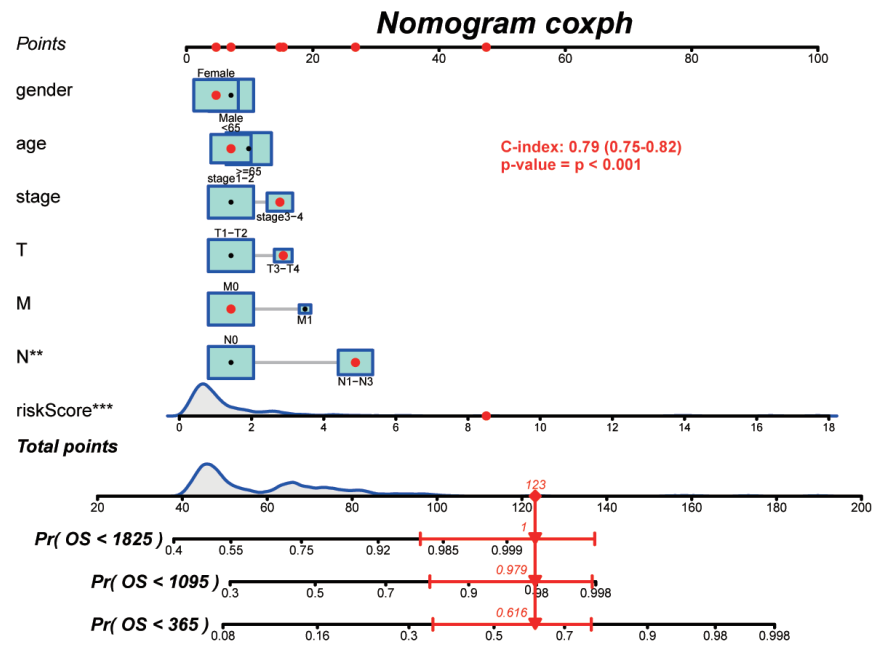 Nomogram coxph
Points
0 20 40 60 80 100
Female
gender
Male
<65
age
>=65
C-index: 0.79 (0.75-0.82)
p-value = p < 0.001
stage1-2
stage
stage3-4
T1-T2
T
T3-T4
M0
M
M1
N0
N**
N1-N3
riskScore***
0 2 4 6 8 10 12 14 16 18
Total points
123
20 40 60 80 100 120 140 160 180 200
1
Pr( OS < 1825 )
0.4 0.55 0.75 0.92 0.985 0.999
0.979
Pr( OS < 1095 )
0.3 0.5 0.7 0.9 0.98 0.998
0.616
Pr( OS < 365 )
0.08 0.16 0.3 0.5 0.7 0.9 0.98 0.998